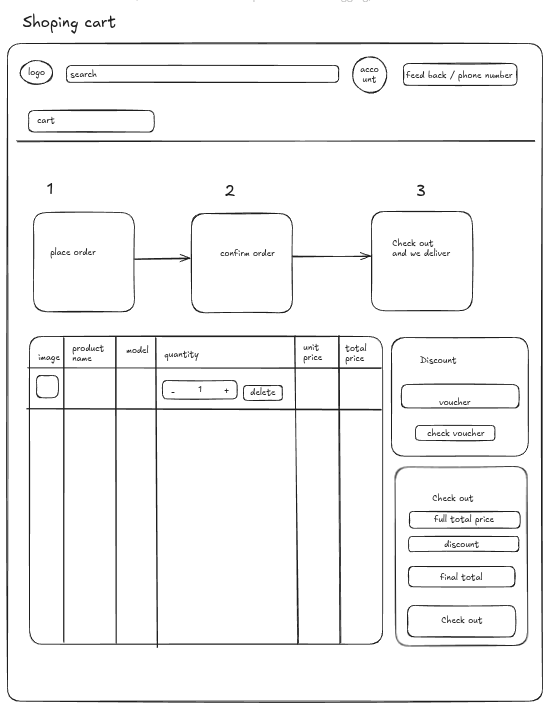 Shoping cart
logo
search
acco
unt
feed back / phone number
cart
1
2
3
place order
confirm order
Check out
and we deliver
image
product
name
model
quantity
unit
price
total
price
- 1 +
delete
Discount
voucher
check voucher
Check out
full total price
discount
final total
Check out